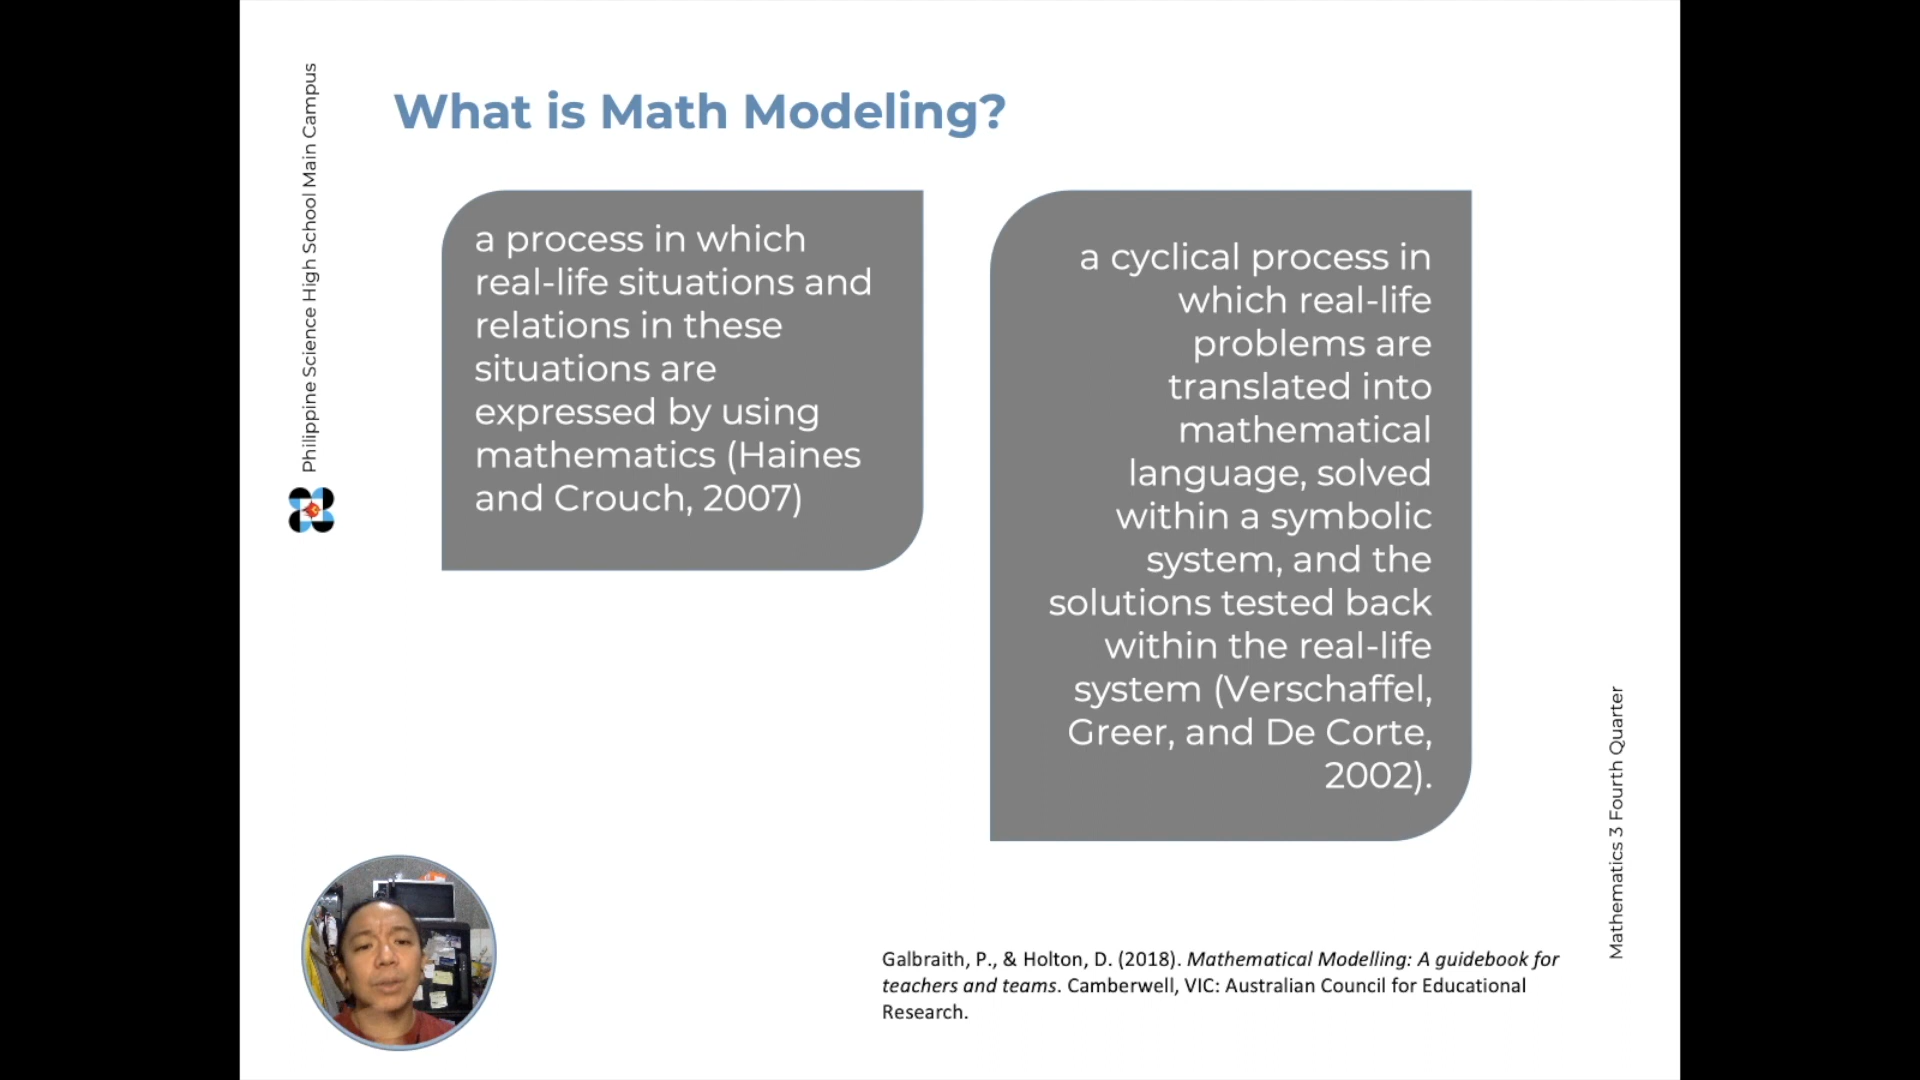 Philippine Science High School Main Campus
What is Math Modeling?
a process in which
real-life situations and
relations in these
situations are
expressed by using
mathematics (Haines
and Crouch, 2007)
a cyclical process in
which real-life
problems are
translated into
mathematical
language, solved
within a symbolic
system, and the
solutions tested back
within the real-life
system (Verschaffel,
Greer, and De Corte,
2002).
Mathematics 3 Fourth Quarter
Galbraith, P., & Holton, D. (2018). Mathematical Modelling: A guidebook for
teachers and teams. Camberwell, VIC: Australian Council for Educational
Research.